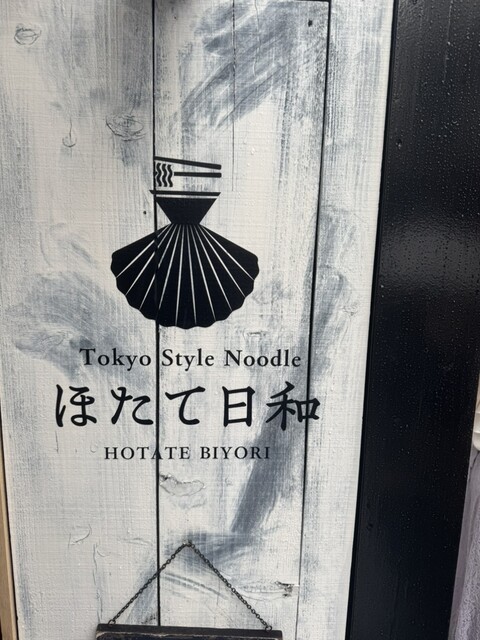 Tokyo Style Noodle
ほたて日和
HOTATE BIYORI